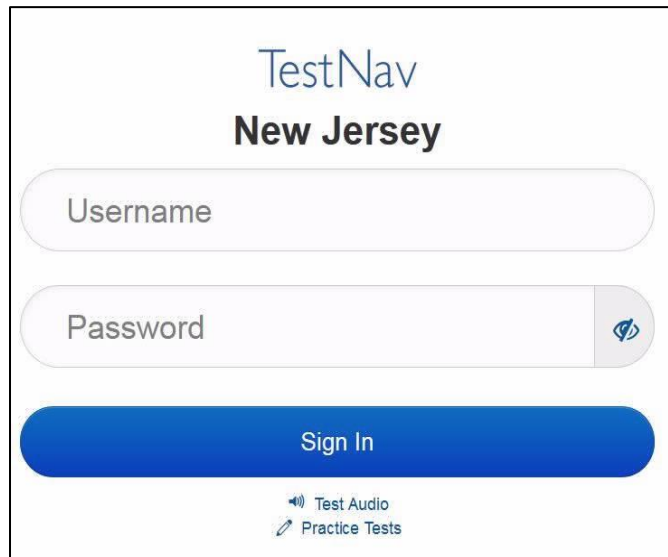 TestNav
New Jersey
Username
Password
Sign In
Test Audio
Practice Tests